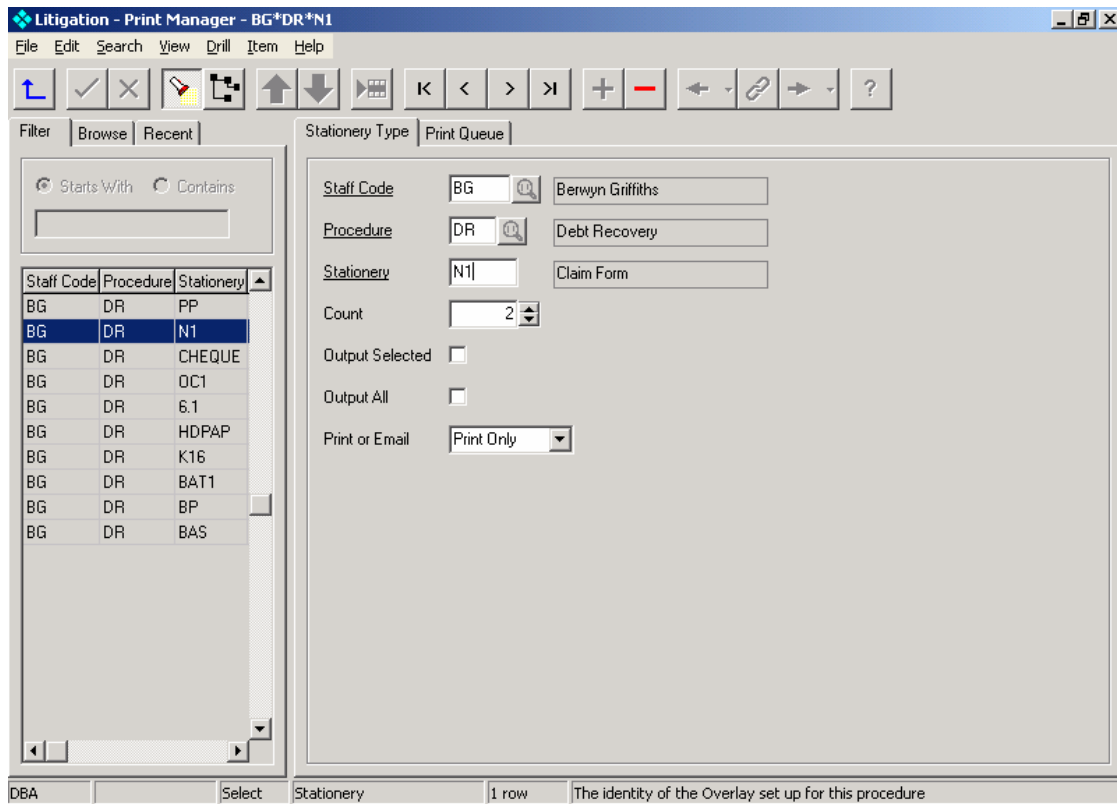 Litigation - Print Manager - BG*DR*N1
File Edit Search View Drill Item Help
Filter Browse Recent
Stationery Type Print Queue
Starts With Contains
Staff Code BG Berwyn Griffiths
Procedure DR Debt Recovery
Stationery N1 Claim Form
Count 2
Output Selected
Output All
Print or Email Print Only
Staff Code Procedure Stationery
BG DR PP
BG DR N1
BG DR CHEQUE
BG DR OC1
BG DR 6.1
BG DR HDPAP
BG DR K16
BG DR BAT1
BG DR BP
BG DR BAS
DBA Select Stationery 1 row The identity of the Overlay set up for this procedure